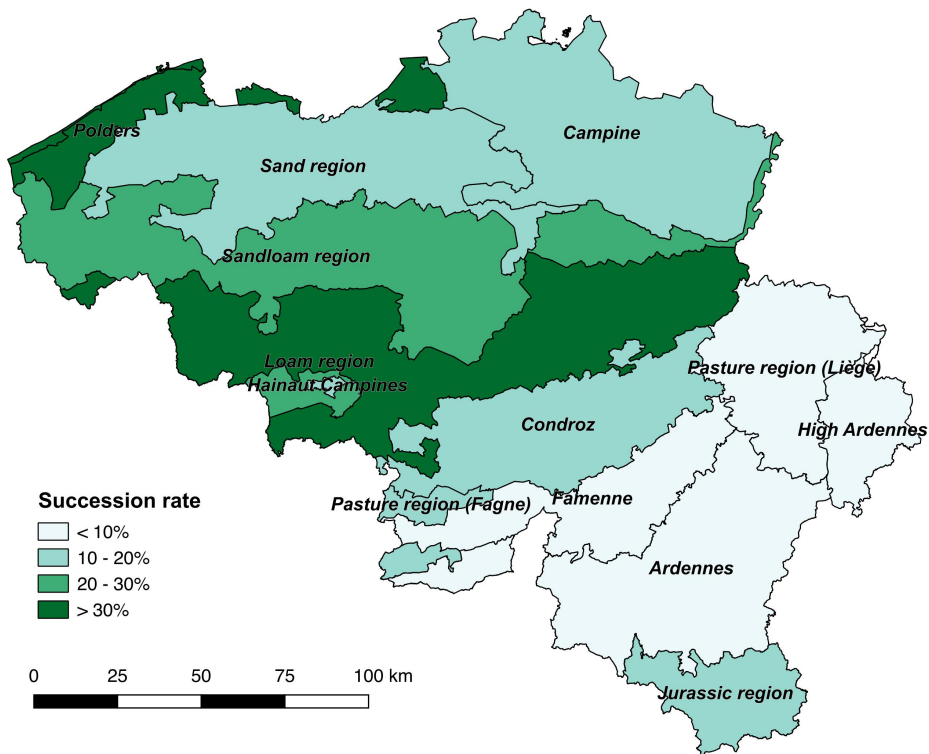 Polders
Campine
Sand region
Sandloam region
Loam region
Pasture region (Liège)
Hainaut Campines
Condroz
High Ardennes
Succession rate
Pasture region (Fagne)
Famenne
< 10%
10 - 20%
20 - 30%
> 30%
Ardennes
0 25 50 75 100 km
Jurassic region